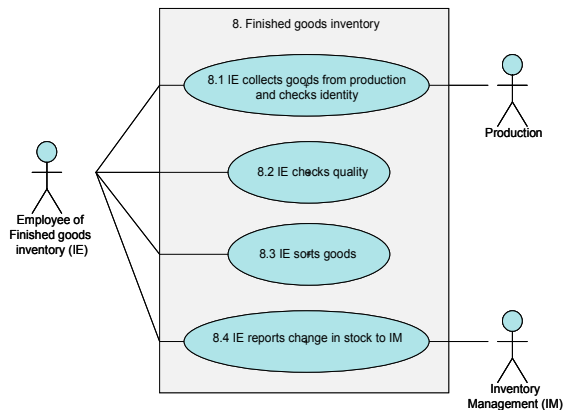 8. Finished goods inventory
8.1 IE collects goods from production
and checks identity
Production
8.2 IE checks quality
Employee of
Finished goods
inventory (IE)
8.3 IE sorts goods
8.4 IE reports change in stock to IM
Inventory
Management (IM)